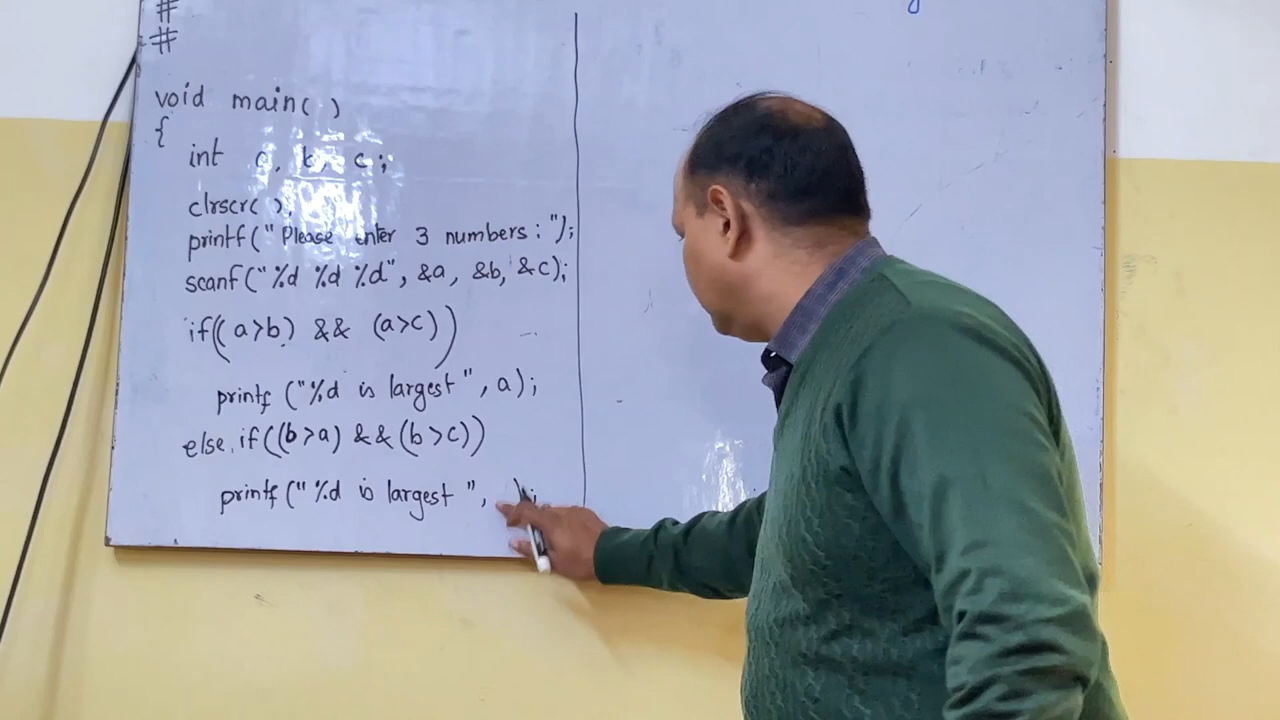 #
#
void main( )
{
int a, b, c ;
clrscr( );
printf("Please enter 3 numbers : ");
scanf("%d %d %d", &a, &b, &c);
if((a>b) && (a>c))
printf ("%d is largest", a);
else if((b>a) && (b>c))
printf ("%d is largest ", );